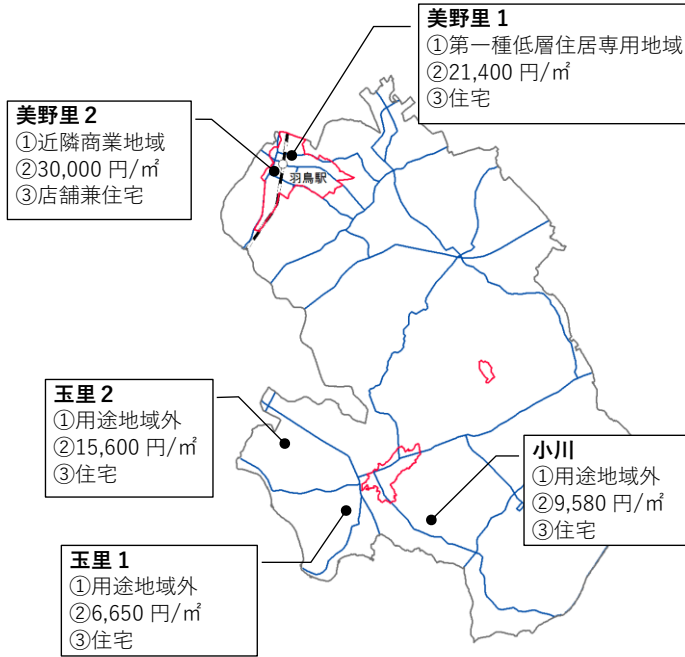 美野里 1
①第一種低層住居専用地域
②21,400 円/㎡
③住宅
美野里 2
①近隣商業地域
②30,000 円/㎡
③店舗兼住宅
羽鳥駅
玉里 2
①用途地域外
②15,600 円/㎡
③住宅
小川
①用途地域外
②9,580 円/㎡
③住宅
玉里 1
①用途地域外
②6,650 円/㎡
③住宅